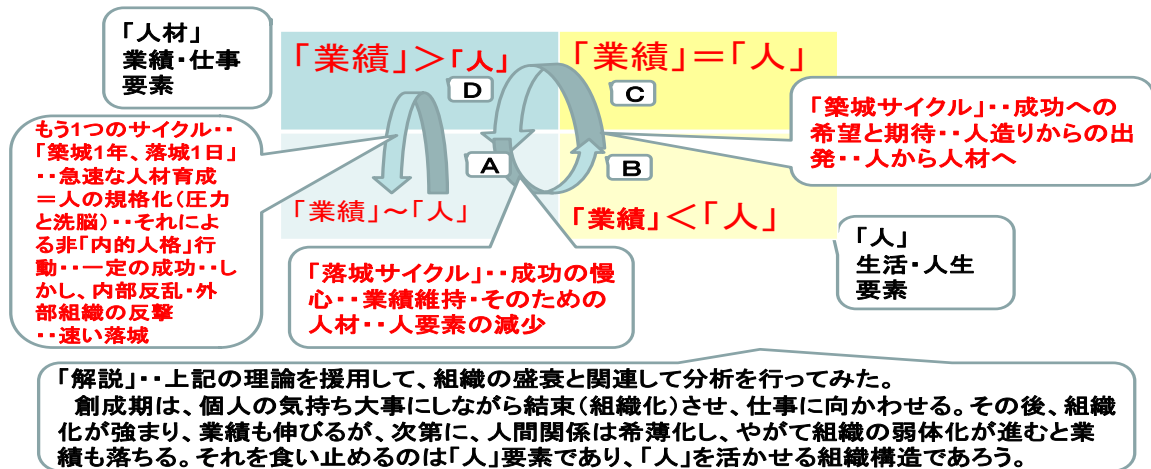 「人材」
業績・仕事
要素
「業績」>「人」
「業績」=「人」
D
C
「築城サイクル」・・成功への
希望と期待・・人造りからの出
発・・人から人材へ
もう1つのサイクル・・
「築城1年、落城1日」
・・急速な人材育成
=人の規格化(圧力
と洗脳)・・それによ
る非「内的人格」行
動・・一定の成功・・し
かし、内部反乱・外
部組織の反撃
・・速い落城
A
B
「業績」~「人」
「業績」<「人」
「人」
生活・人生
要素
「落城サイクル」・・成功の慢
心・・業績維持・そのための
人材・・人要素の減少
「解説」・・上記の理論を援用して、組織の盛衰と関連して分析を行ってみた。
創成期は、個人の気持ち大事にしながら結束(組織化)させ、仕事に向かわせる。その後、組織
化が強まり、業績も伸びるが、次第に、人間関係は希薄化し、やがて組織の弱体化が進むと業
績も落ちる。それを食い止めるのは「人」要素であり、「人」を活かせる組織構造であろう。